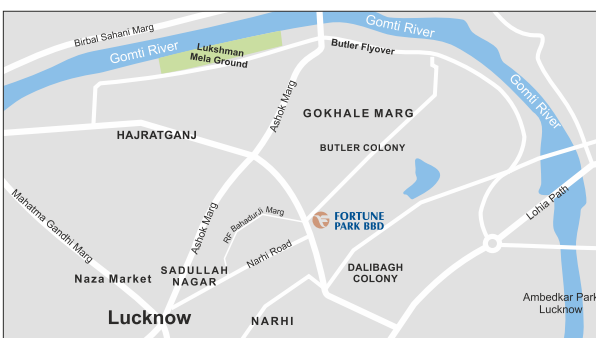 Birbal Sahani Marg
Gomti River
Gomti River
Lukshman
Mela Ground
Butler Flyover
Gomti River
Ashok Marg
GOKHALE MARG
HAJRATGANJ
BUTLER COLONY
Mahatma Gandhi Marg
Ashok Marg
RF BahadurJi Marg
FORTUNE
PARK BBD
Lohia Path
Narhi Road
Naza Market
SADULLAH
NAGAR
DALIBAGH
COLONY
Ambedkar Park
Lucknow
Lucknow
NARHI